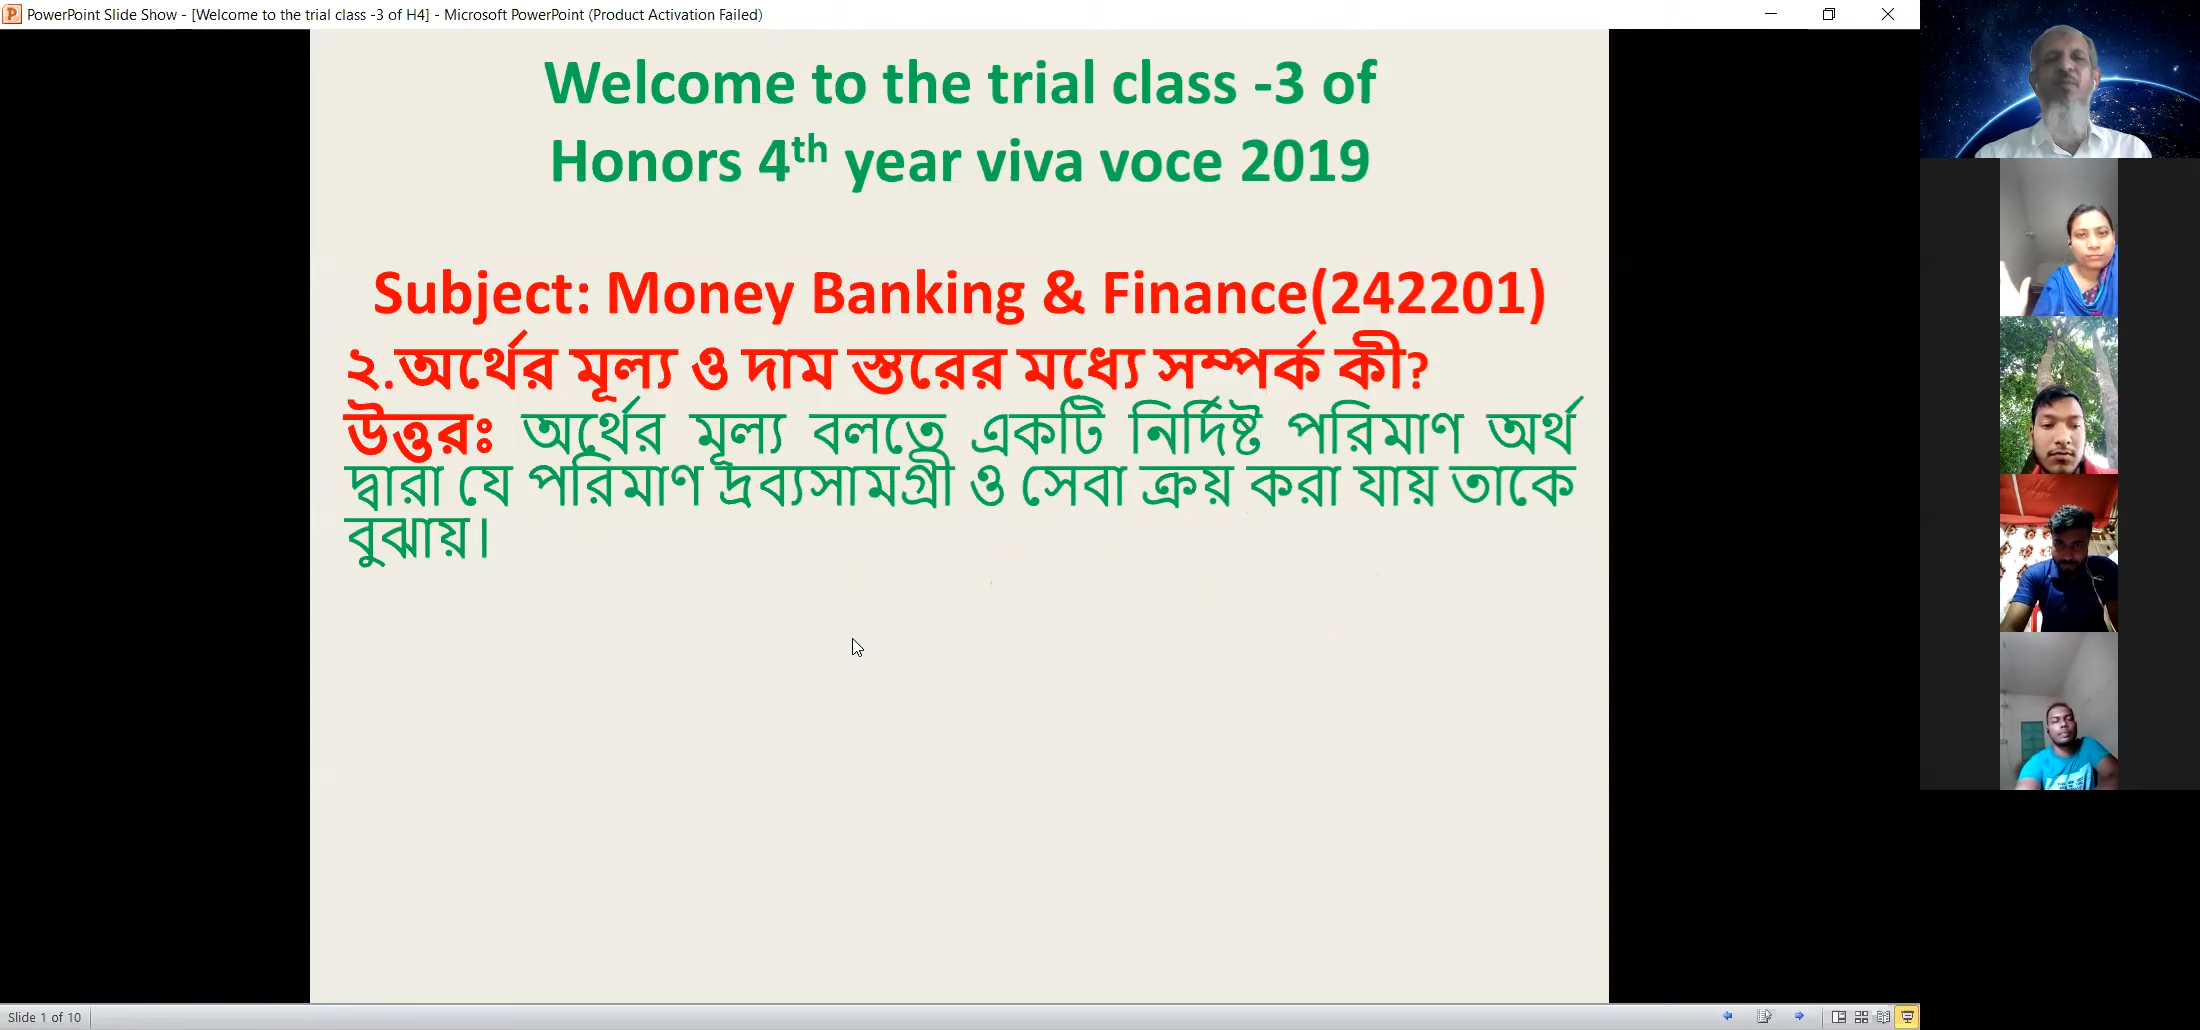 PowerPoint Slide Show - [Welcome to the trial class -3 of H4] - Microsoft PowerPoint (Product Activation Failed)
Welcome to the trial class -3 of
Honors 4th year viva voce 2019
Subject: Money Banking & Finance(242201)
২.অর্থের মূল্য ও দাম স্তরের মধ্যে সম্পর্ক কী?
উত্তরঃ অর্থের মূল্য বলতে একটি নির্দিষ্ট পরিমাণ অর্থ
দ্বারা যে পরিমাণ দ্রব্যসামগ্রী ও সেবা ক্রয় করা যায় তাকে
বুঝায়।
Slide 1 of 10